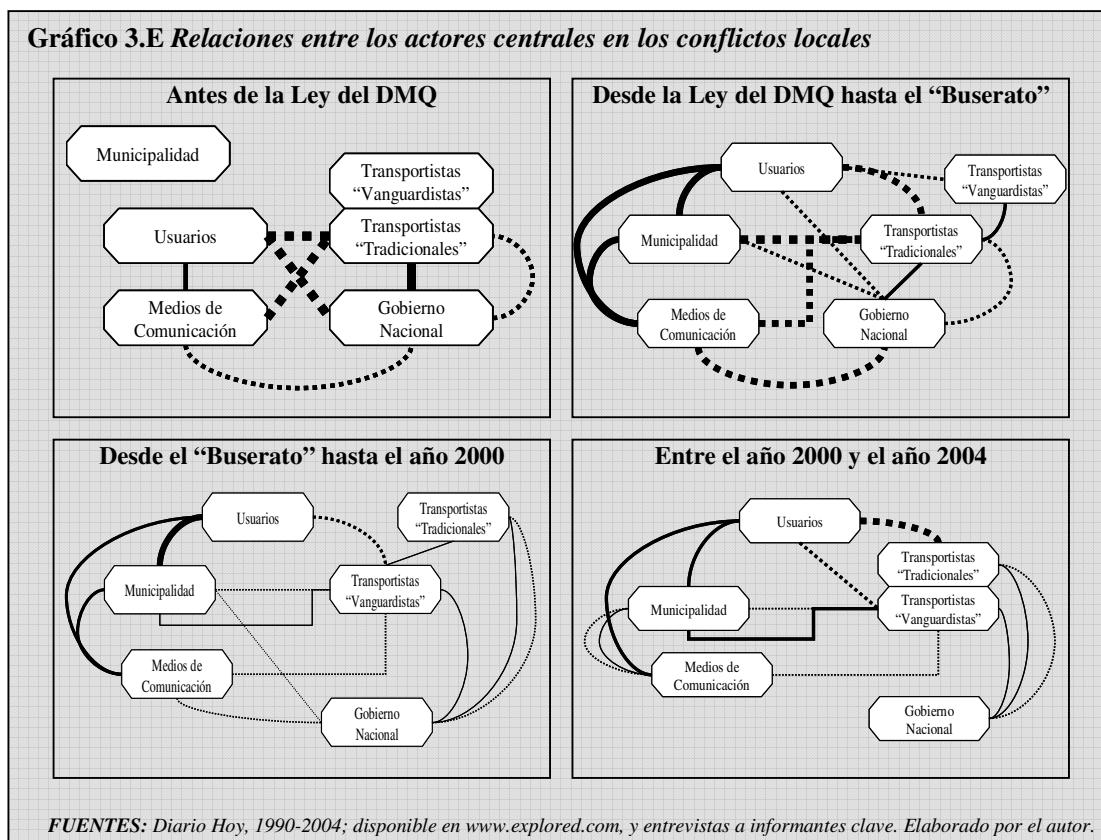 Gráfico 3.E Relaciones entre los actores centrales en los conflictos locales
Antes de la Ley del DMQ
Municipalidad
Transportistas
“Vanguardistas”
Usuarios
Transportistas
“Tradicionales”
Medios de
Comunicación
Gobierno
Nacional
Desde la Ley del DMQ hasta el “Buserato”
Usuarios
Transportistas
“Vanguardistas”
Municipalidad
Transportistas
“Tradicionales”
Medios de
Comunicación
Gobierno
Nacional
Desde el “Buserato” hasta el año 2000
Usuarios
Transportistas
“Tradicionales”
Municipalidad
Transportistas
“Vanguardistas”
Medios de
Comunicación
Gobierno
Nacional
Entre el año 2000 y el año 2004
Usuarios
Transportistas
“Tradicionales”
Municipalidad
Transportistas
“Vanguardistas”
Medios de
Comunicación
Gobierno
Nacional
FUENTES: Diario Hoy, 1990-2004; disponible en www.explored.com, y entrevistas a informantes clave. Elaborado por el autor.